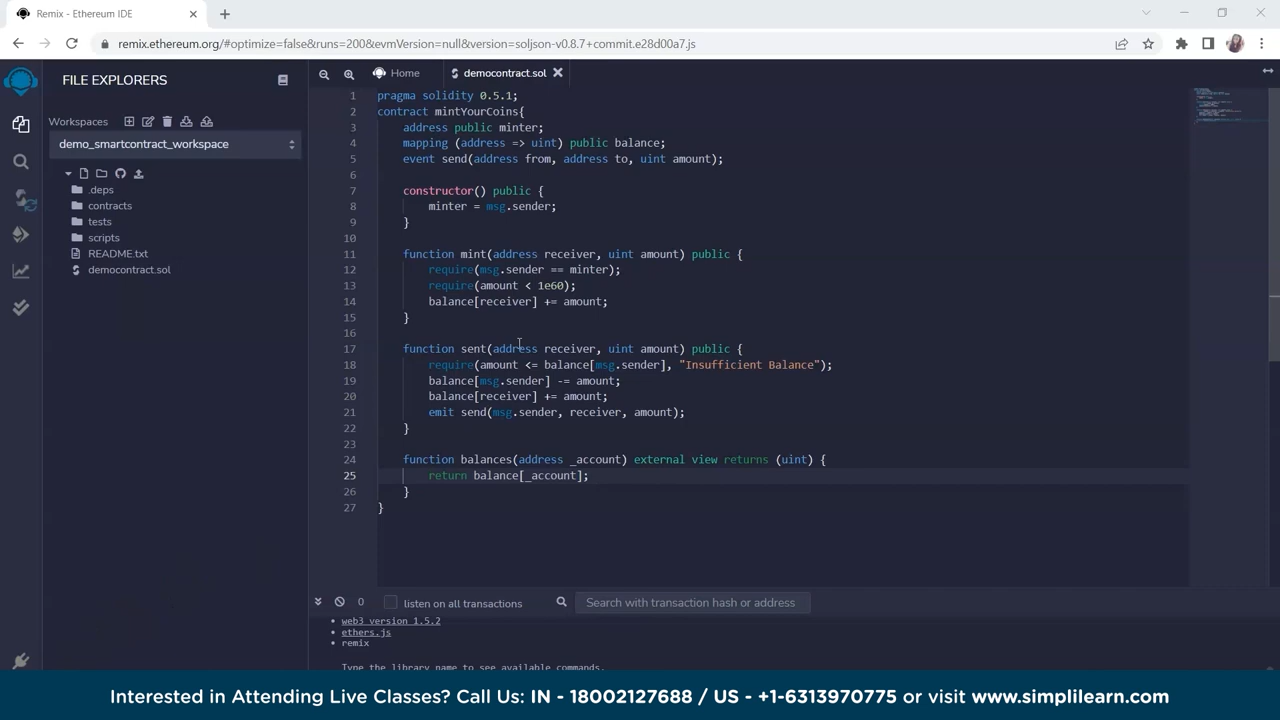 Remix - Ethereum IDE
remix.ethereum.org/#optimize=false&runs=200&evmVersion=null&version=soljson-v0.8.7+commit.e28d00a7.js
FILE EXPLORERS
Home
democontract.sol
Workspaces
demo_smartcontract_workspace
.deps
contracts
tests
scripts
README.txt
democontract.sol
1 pragma solidity 0.5.1;
2 contract mintYourCoins{
3 address public minter;
4 mapping (address => uint) public balance;
5 event send(address from, address to, uint amount);
6
7 constructor() public {
8 minter = msg.sender;
9 }
10
11 function mint(address receiver, uint amount) public {
12 require(msg.sender == minter);
13 require(amount < 1e60);
14 balance[receiver] += amount;
15 }
16
17 function sent(address receiver, uint amount) public {
18 require(amount <= balance[msg.sender], "Insufficient Balance");
19 balance[msg.sender] -= amount;
20 balance[receiver] += amount;
21 emit send(msg.sender, receiver, amount);
22 }
23
24 function balances(address _account) external view returns (uint) {
25 return balance[_account];
26 }
27 }
0 listen on all transactions Search with transaction hash or address
• web3 version 1.5.2
• ethers.js
• remix
Type the library name to see available commands.
Interested in Attending Live Classes? Call Us: IN - 18002127688 / US - +1-6313970775 or visit www.simplilearn.com